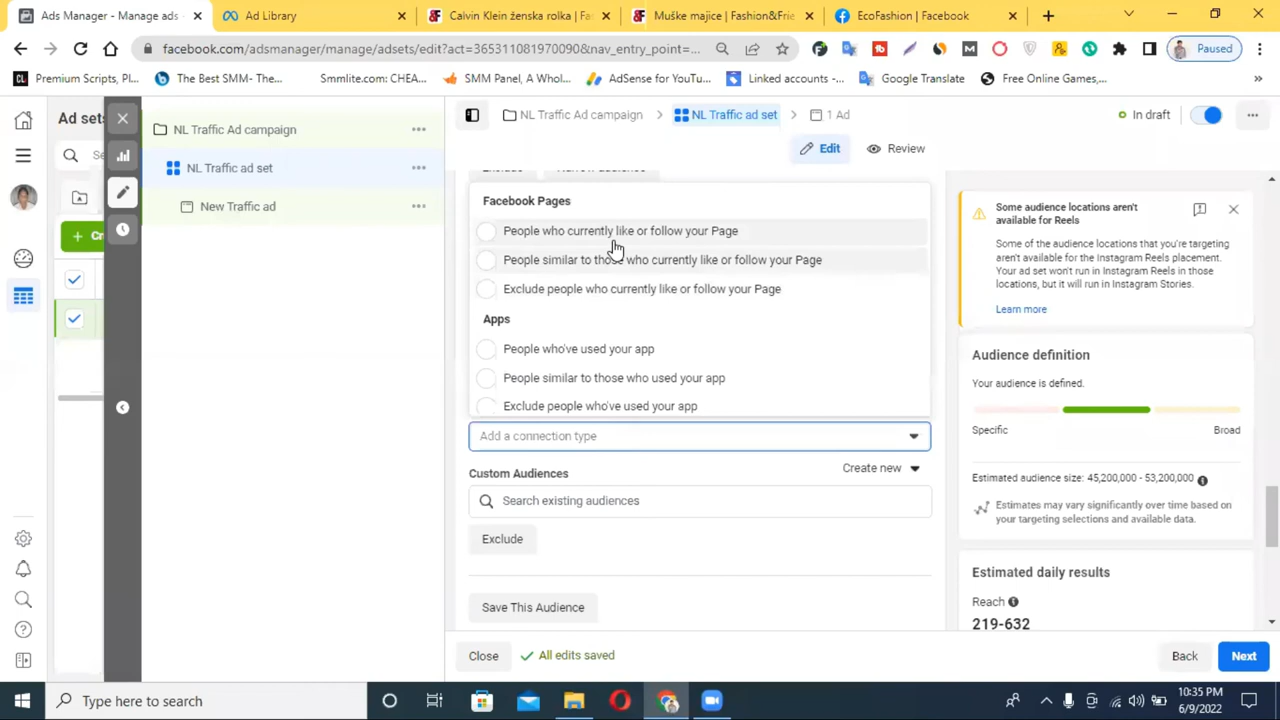 Ads Manager - Manage ads -
Ad Library
Calvin Klein ženska rolka | Fa
Muške majice | Fashion&Frie
EcoFashion | Facebook
facebook.com/adsmanager/manage/adsets/edit?act=365311081970090&nav_entry_point=...
Paused
Premium Scripts, Pl...
The Best SMM- The...
Smmlite.com: CHEA...
SMM Panel, A Whol...
AdSense for YouTu...
Linked accounts -...
Google Translate
Free Online Games,...
»
Ad sets
NL Traffic Ad campaign
NL Traffic ad set
New Traffic ad
NL Traffic Ad campaign
NL Traffic ad set
1 Ad
In draft
Edit
Review
Facebook Pages
People who currently like or follow your Page
People similar to those who currently like or follow your Page
Exclude people who currently like or follow your Page
Apps
People who've used your app
People similar to those who used your app
Exclude people who've used your app
Add a connection type
Custom Audiences
Create new
Search existing audiences
Exclude
Save This Audience
Close
All edits saved
Back
Next
Some audience locations aren't
available for Reels
Some of the audience locations that you're targeting
aren't available for the Instagram Reels placement.
Your ad set won't run in Instagram Reels in those
locations, but it will run in Instagram Stories.
Learn more
Audience definition
Your audience is defined.
Specific
Broad
Estimated audience size: 45,200,000 - 53,200,000
Estimates may vary significantly over time based on
your targeting selections and available data.
Estimated daily results
Reach
219-632
Type here to search
10:35 PM
6/9/2022